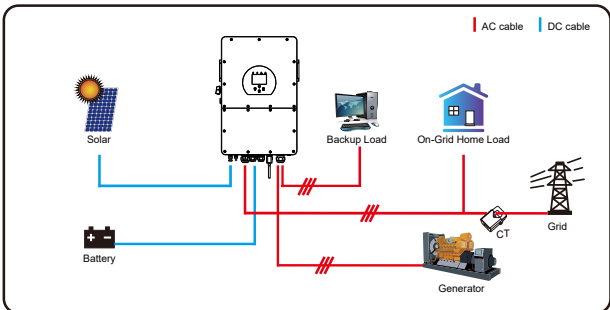 AC cable
DC cable
Solar
Backup Load
On-Grid Home Load
CT
Grid
Battery
Generator